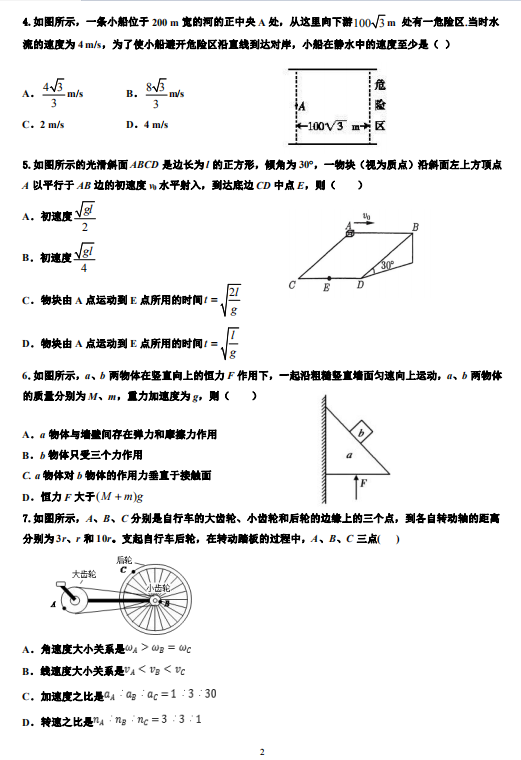 4. 如图所示，一条小船位于 200 m 宽的河的正中央 A 处，从这里向下游100√3 m 处有一危险区.当时水
流的速度为 4 m/s，为了使小船避开危险区沿直线到达对岸，小船在静水中的速度至少是（ ）
A. 4√3/3 m/s B. 8√3/3 m/s
C. 2 m/s D. 4 m/s
A
100√3 m
危险区
5. 如图所示的光滑斜面 ABCD 是边长为 l 的正方形，倾角为 30°，一物块（视为质点）沿斜面左上方顶点
A 以平行于 AB 边的初速度 v₀ 水平射入，到达底边 CD 中点 E，则（ ）
A. 初速度 √gl/2
B. 初速度 √gl/4
C. 物块由 A 点运动到 E 点所用的时间 t = √(2l/g)
D. 物块由 A 点运动到 E 点所用的时间 t = √(l/g)
A v₀ B
30°
C E D
6. 如图所示，a、b 两物体在竖直向上的恒力 F 作用下，一起沿粗糙竖直墙面匀速向上运动，a、b 两物体
的质量分别为 M、m，重力加速度为 g，则（ ）
A. a 物体与墙壁间存在弹力和摩擦力作用
B. b 物体只受三个力作用
C. a 物体对 b 物体的作用力垂直于接触面
D. 恒力 F 大于(M + m)g
b
a
F
7. 如图所示，A、B、C 分别是自行车的大齿轮、小齿轮和后轮的边缘上的三个点，到各自转动轴的距离
分别为 3r、r 和 10r。支起自行车后轮，在转动踏板的过程中，A、B、C 三点( )
后轮
大齿轮 C
小齿轮
A B
A. 角速度大小关系是ωA > ωB = ωC
B. 线速度大小关系是vA < vB < vC
C. 加速度之比是aA : aB : aC = 1 : 3 : 30
D. 转速之比是nA : nB : nC = 3 : 3 : 1
2